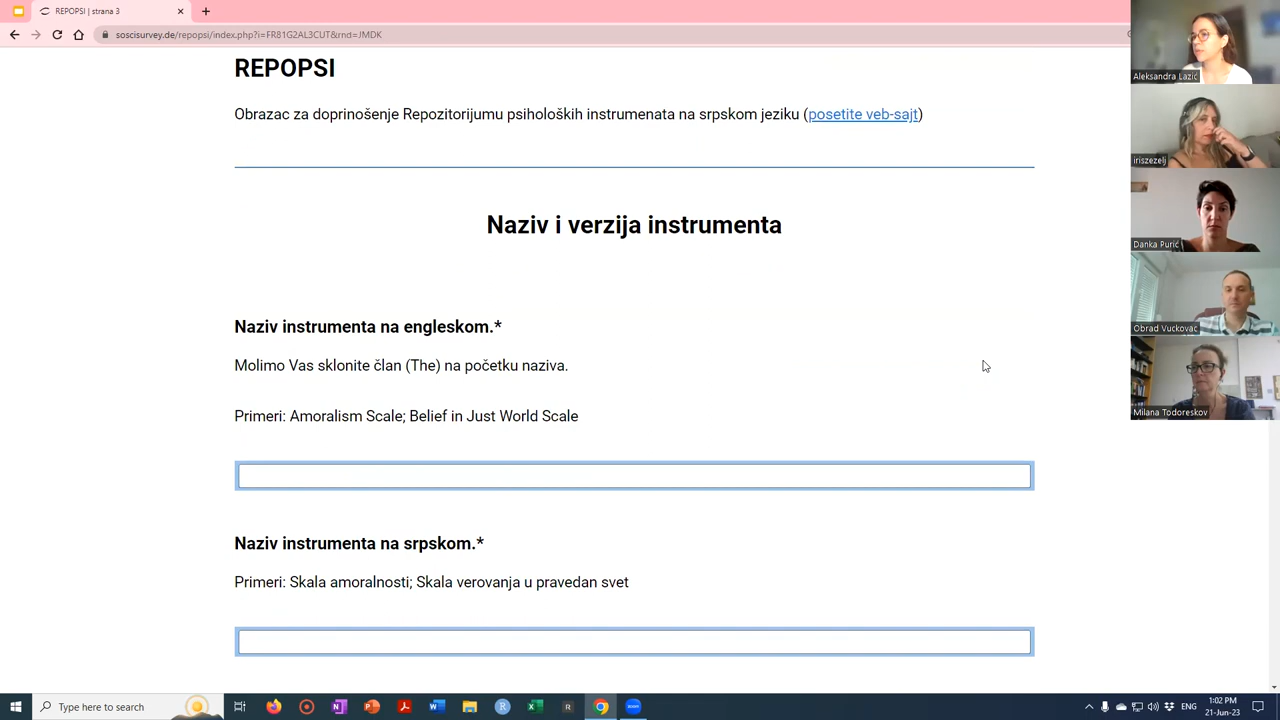 REPOPSI | strana 3
soscisurvey.de/repopsi/index.php?i=FR81G2AL3CUT&rnd=JMDK
REPOPSI
Obrazac za doprinošenje Repozitorijumu psiholoških instrumenata na srpskom jeziku (posetite veb-sajt)
Naziv i verzija instrumenta
Naziv instrumenta na engleskom.*
Molimo Vas sklonite član (The) na početku naziva.
Primeri: Amoralism Scale; Belief in Just World Scale
Naziv instrumenta na srpskom.*
Primeri: Skala amoralnosti; Skala verovanja u pravedan svet
Aleksandra Lazić
iriszezelj
Danka Purić
Obrad Vuckovac
Milana Todoreskov
Type here to search
ENG
1:02 PM
21-Jun-23